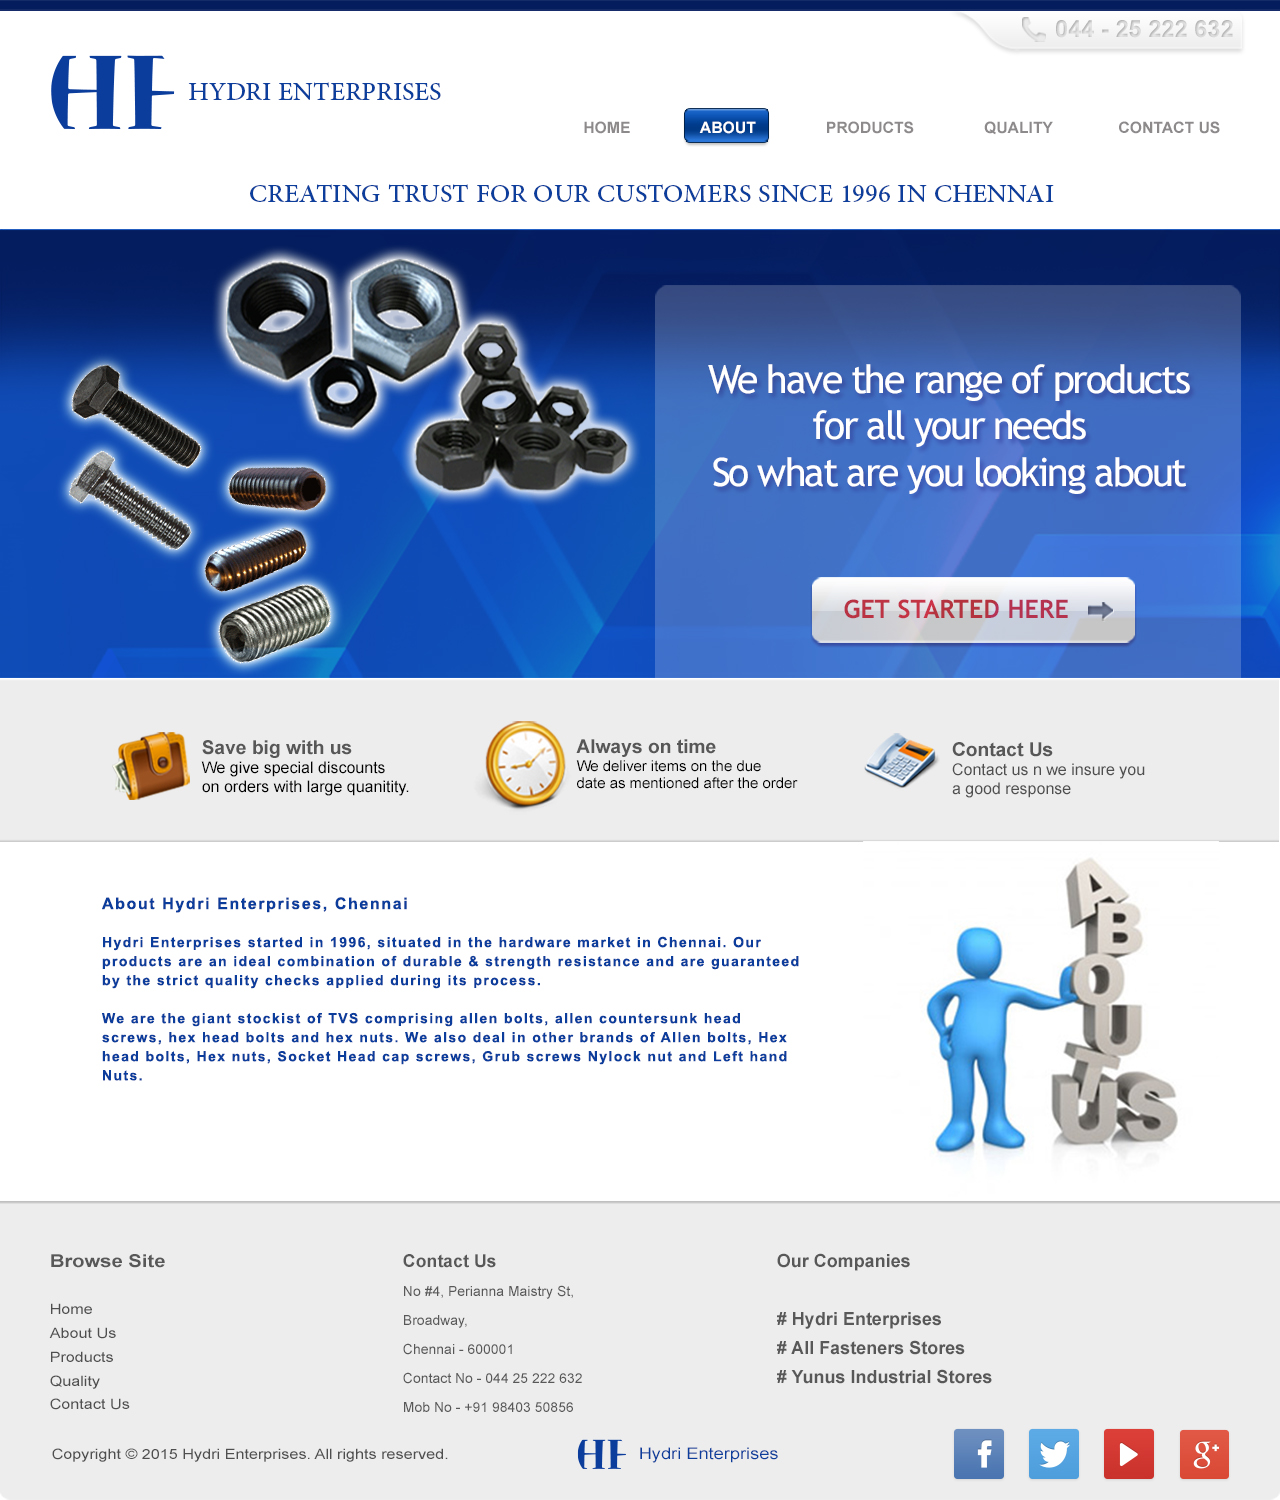 044 - 25 222 632
HF HYDRI ENTERPRISES
HOME ABOUT PRODUCTS QUALITY CONTACT US
CREATING TRUST FOR OUR CUSTOMERS SINCE 1996 IN CHENNAI
We have the range of products
for all your needs
So what are you looking about
GET STARTED HERE
Save big with us
We give special discounts
on orders with large quanitity.
Always on time
We deliver items on the due
date as mentioned after the order
Contact Us
Contact us n we insure you
a good response
About Hydri Enterprises, Chennai
Hydri Enterprises started in 1996, situated in the hardware market in Chennai. Our
products are an ideal combination of durable & strength resistance and are guaranteed
by the strict quality checks applied during its process.
We are the giant stockist of TVS comprising allen bolts, allen countersunk head
screws, hex head bolts and hex nuts. We also deal in other brands of Allen bolts, Hex
head bolts, Hex nuts, Socket Head cap screws, Grub screws Nylock nut and Left hand
Nuts.
ABOUT US
Browse Site
Home
About Us
Products
Quality
Contact Us
Contact Us
No #4, Perianna Maistry St,
Broadway,
Chennai - 600001
Contact No - 044 25 222 632
Mob No - +91 98403 50856
Our Companies
# Hydri Enterprises
# All Fasteners Stores
# Yunus Industrial Stores
Copyright © 2015 Hydri Enterprises. All rights reserved.
HF Hydri Enterprises
f
g+